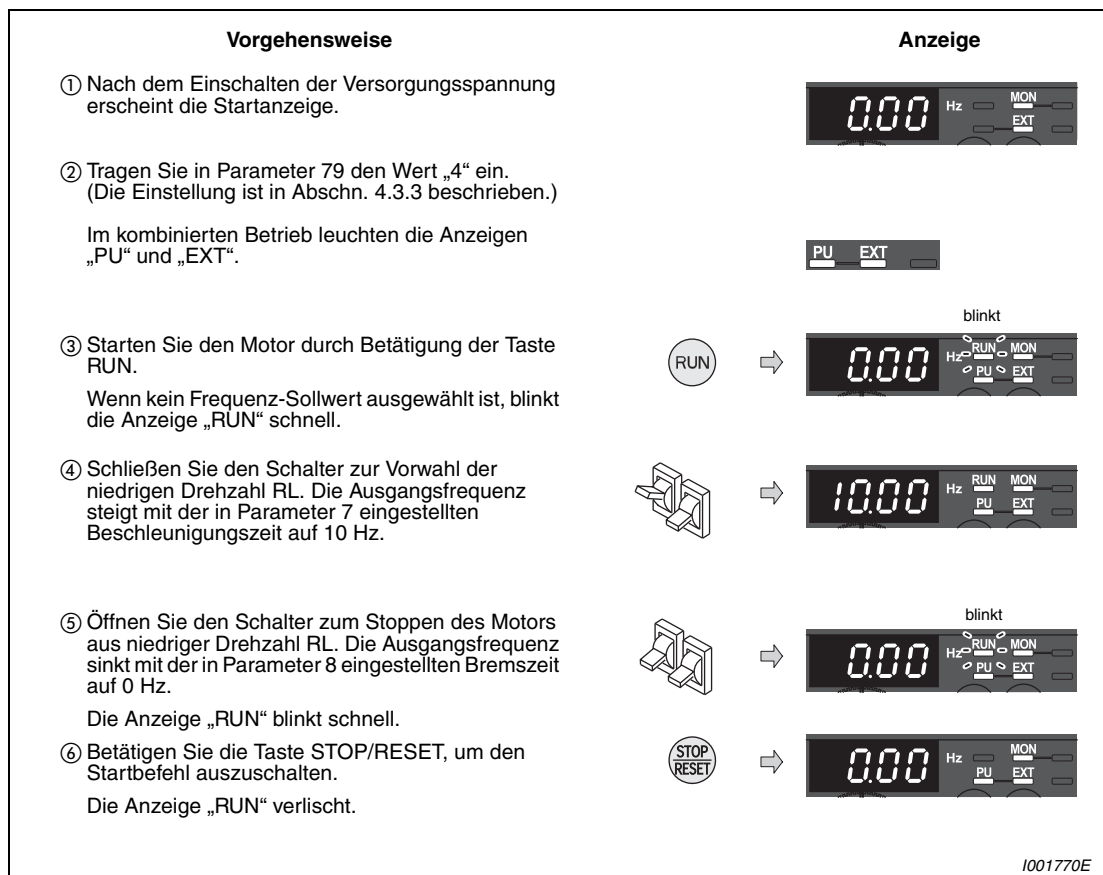 Vorgehensweise
Anzeige
① Nach dem Einschalten der Versorgungsspannung
erscheint die Startanzeige.
0.00 Hz MON
EXT
② Tragen Sie in Parameter 79 den Wert „4“ ein.
(Die Einstellung ist in Abschn. 4.3.3 beschrieben.)
Im kombinierten Betrieb leuchten die Anzeigen
„PU“ und „EXT“.
PU EXT
③ Starten Sie den Motor durch Betätigung der Taste
RUN.
Wenn kein Frequenz-Sollwert ausgewählt ist, blinkt
die Anzeige „RUN“ schnell.
RUN
blinkt
0.00 Hz RUN MON
PU EXT
④ Schließen Sie den Schalter zur Vorwahl der
niedrigen Drehzahl RL. Die Ausgangsfrequenz
steigt mit der in Parameter 7 eingestellten
Beschleunigungszeit auf 10 Hz.
10.00 Hz RUN MON
PU EXT
⑤ Öffnen Sie den Schalter zum Stoppen des Motors
aus niedriger Drehzahl RL. Die Ausgangsfrequenz
sinkt mit der in Parameter 8 eingestellten Bremszeit
auf 0 Hz.
Die Anzeige „RUN“ blinkt schnell.
blinkt
0.00 Hz RUN MON
PU EXT
⑥ Betätigen Sie die Taste STOP/RESET, um den
Startbefehl auszuschalten.
Die Anzeige „RUN“ verlischt.
STOP
RESET
0.00 Hz MON
PU EXT
I001770E